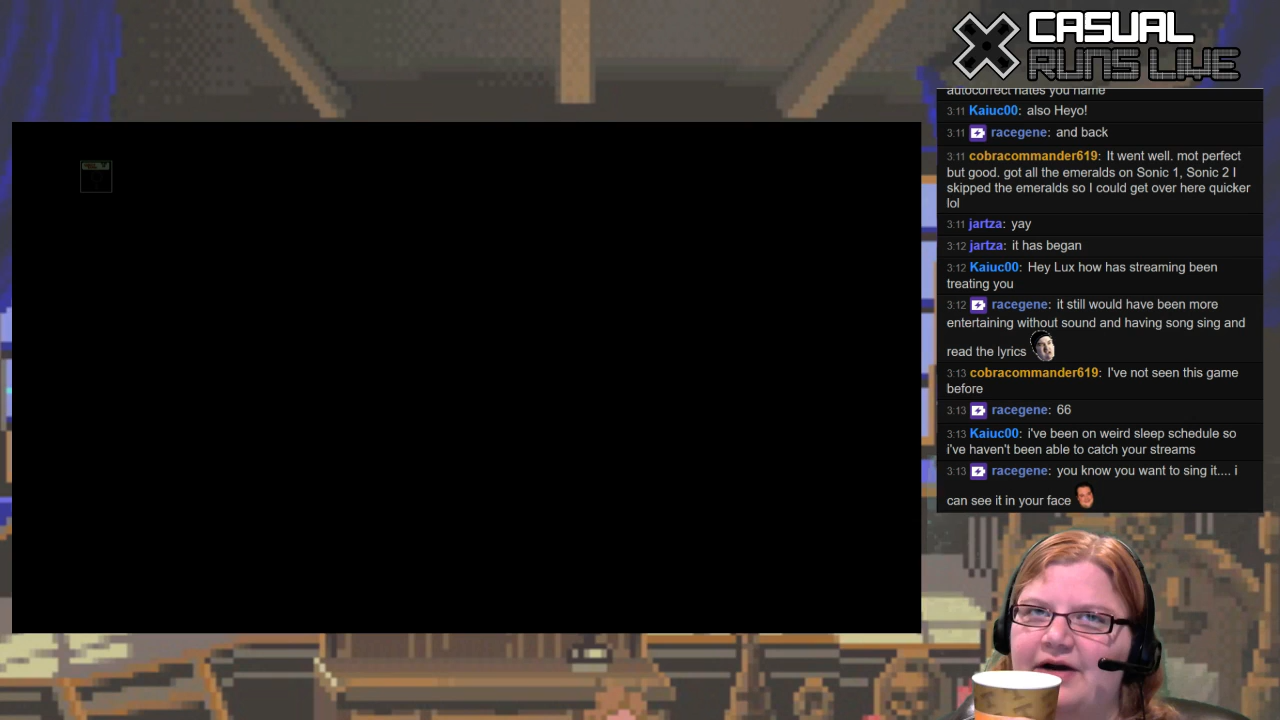 CASUAL
RUNS LIVE
autocorrect hates you name
3:11 Kaiuc00: also Heyo!
3:11 racegene: and back
3:11 cobracommander619: It went well. mot perfect
but good. got all the emeralds on Sonic 1, Sonic 2 I
skipped the emeralds so I could get over here quicker
lol
3:11 jartza: yay
3:12 jartza: it has began
3:12 Kaiuc00: Hey Lux how has streaming been
treating you
3:12 racegene: it still would have been more
entertaining without sound and having song sing and
read the lyrics
3:13 cobracommander619: I've not seen this game
before
3:13 racegene: 66
3:13 Kaiuc00: i've been on weird sleep schedule so
i've haven't been able to catch your streams
3:13 racegene: you know you want to sing it.... i
can see it in your face